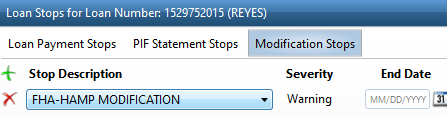 Loan Stops for Loan Number: 1529752015 (REYES)
Loan Payment Stops PIF Statement Stops Modification Stops
Stop Description Severity End Date
FHA-HAMP MODIFICATION Warning MM/DD/YYYY 31